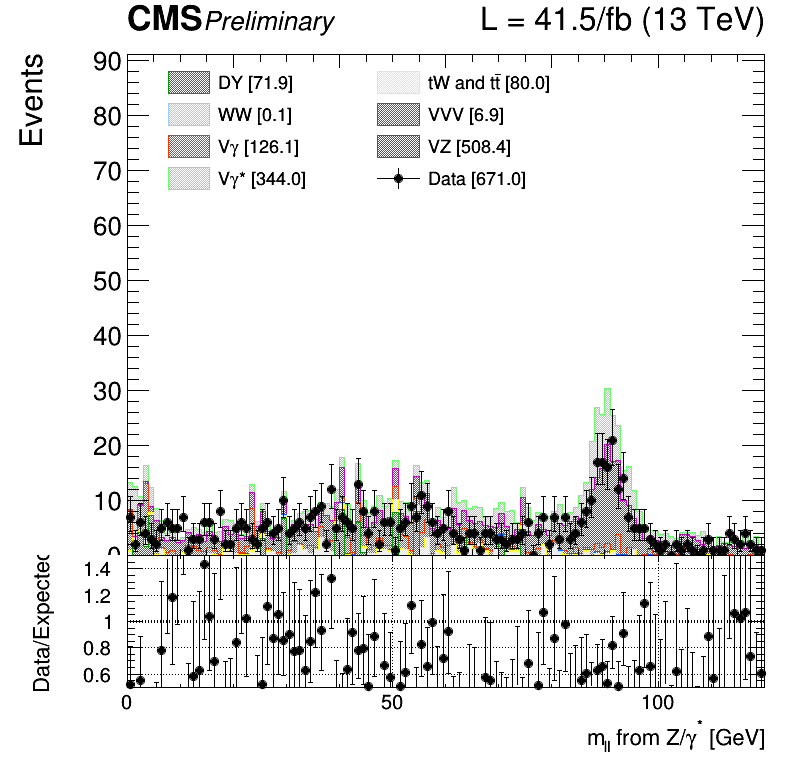 CMS Preliminary L = 41.5/fb (13 TeV)
Events
90
80
70
60
50
40
30
20
10
0
DY [71.9]
WW [0.1]
Vγ [126.1]
Vγ* [344.0]
tW and tt̄ [80.0]
VVV [6.9]
VZ [508.4]
Data [671.0]
Data/Expected
1.4
1.2
1
0.8
0.6
0 50 100
m_ll from Z/γ* [GeV]